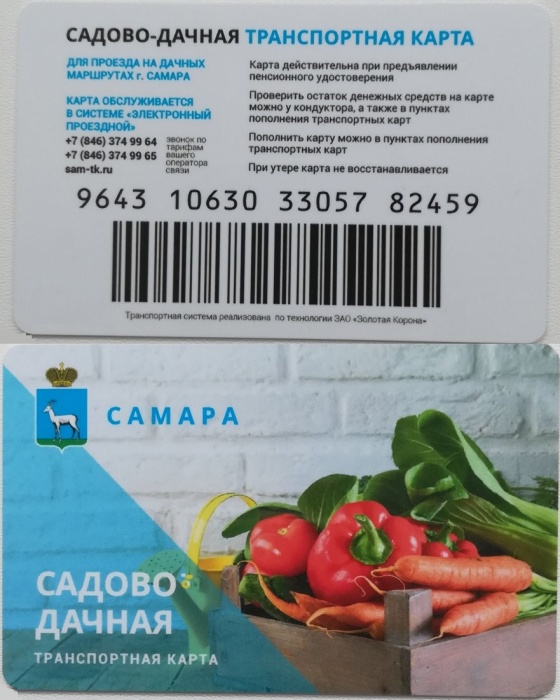 САДОВО-ДАЧНАЯ ТРАНСПОРТНАЯ КАРТА
ДЛЯ ПРОЕЗДА НА ДАЧНЫХ
МАРШРУТАХ г. САМАРА
КАРТА ОБСЛУЖИВАЕТСЯ
В СИСТЕМЕ «ЭЛЕКТРОННЫЙ
ПРОЕЗДНОЙ»
+7 (846) 374 99 64
+7 (846) 374 99 65
sam-tk.ru
звонок по
тарифам
вашего
оператора
связи
Карта действительна при предъявлении
пенсионного удостоверения
Проверить остаток денежных средств на карте
можно у кондуктора, а также в пунктах
пополнения транспортных карт
Пополнить карту можно в пунктах пополнения
транспортных карт
При утере карта не восстанавливается
9643 10630 33057 82459
Транспортная система реализована по технологии ЗАО «Золотая Корона»
САМАРА
САДОВО-
ДАЧНАЯ
ТРАНСПОРТНАЯ КАРТА